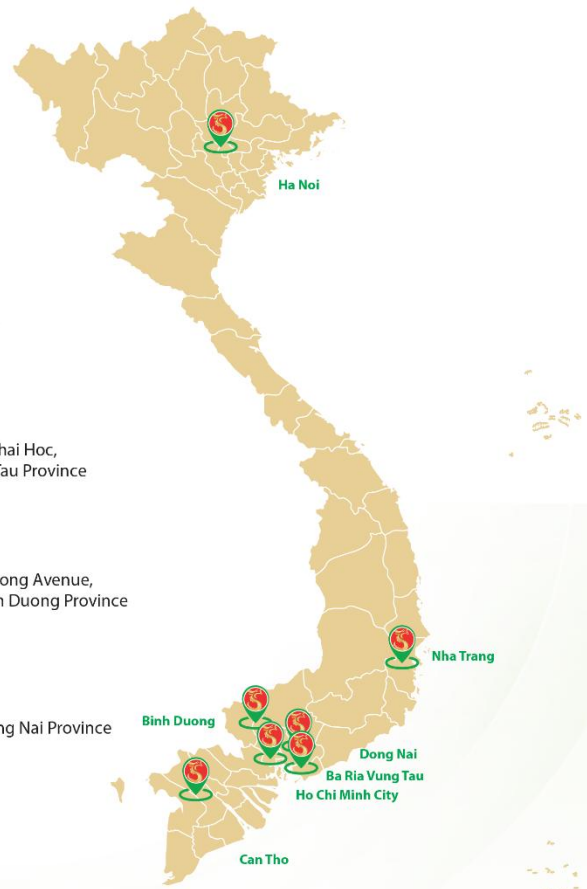 Ha Noi
hai Hoc,
Tau Province
ong Avenue,
h Duong Province
Nha Trang
Binh Duong
ng Nai Province
Dong Nai
Ba Ria Vung Tau
Ho Chi Minh City
Can Tho